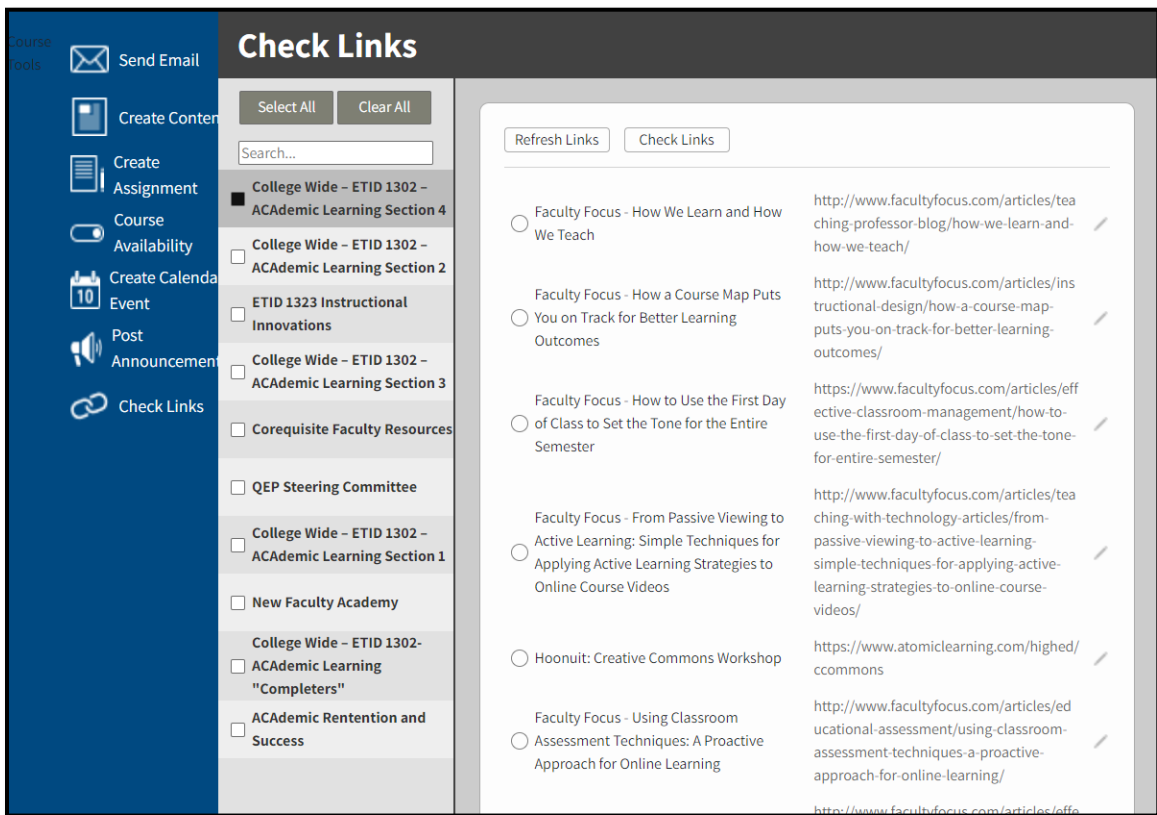 Course
Tools
Send Email
Create Conten
Create
Assignment
Course
Availability
Create Calenda
10
Event
Post
Announcement
Check Links
Check Links
Select All
Clear All
Search...
College Wide – ETID 1302 –
ACAdemic Learning Section 4
College Wide – ETID 1302 –
ACAdemic Learning Section 2
ETID 1323 Instructional
Innovations
College Wide – ETID 1302 –
ACAdemic Learning Section 3
Corequisite Faculty Resources
QEP Steering Committee
College Wide – ETID 1302 –
ACAdemic Learning Section 1
New Faculty Academy
College Wide – ETID 1302-
ACAdemic Learning
"Completers"
ACAdemic Rentention and
Success
Refresh Links
Check Links
Faculty Focus - How We Learn and How
We Teach
http://www.facultyfocus.com/articles/tea
ching-professor-blog/how-we-learn-and-
how-we-teach/
Faculty Focus - How a Course Map Puts
You on Track for Better Learning
Outcomes
http://www.facultyfocus.com/articles/ins
tructional-design/how-a-course-map-
puts-you-on-track-for-better-learning-
outcomes/
Faculty Focus - How to Use the First Day
of Class to Set the Tone for the Entire
Semester
https://www.facultyfocus.com/articles/eff
ective-classroom-management/how-to-
use-the-first-day-of-class-to-set-the-tone-
for-entire-semester/
Faculty Focus - From Passive Viewing to
Active Learning: Simple Techniques for
Applying Active Learning Strategies to
Online Course Videos
http://www.facultyfocus.com/articles/tea
ching-with-technology-articles/from-
passive-viewing-to-active-learning-
simple-techniques-for-applying-active-
learning-strategies-to-online-course-
videos/
Hoonuit: Creative Commons Workshop
https://www.atomiclearning.com/highed/
ccommons
Faculty Focus - Using Classroom
Assessment Techniques: A Proactive
Approach for Online Learning
http://www.facultyfocus.com/articles/ed
ucational-assessment/using-classroom-
assessment-techniques-a-proactive-
approach-for-online-learning/
http://www.facultyfocus.com/articles/effe